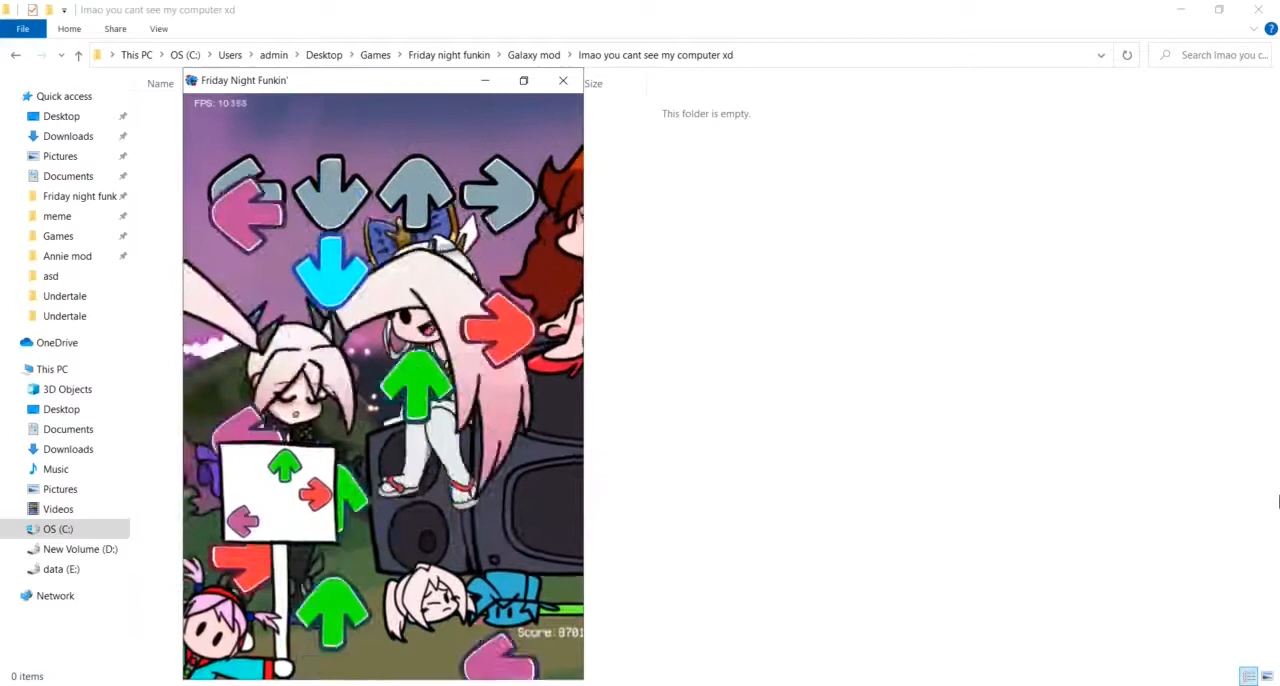 lmao you cant see my computer xd
File Home Share View
This PC OS (C:) Users admin Desktop Games Friday night funkin Galaxy mod lmao you cant see my computer xd
Search lmao you c...
Name
Size
Friday Night Funkin'
This folder is empty.
Quick access
Desktop
Downloads
Pictures
Documents
Friday night funk
meme
Games
Annie mod
asd
Undertale
Undertale
OneDrive
This PC
3D Objects
Desktop
Documents
Downloads
Music
Pictures
Videos
OS (C:)
New Volume (D:)
data (E:)
Network
Score:8701
0 items